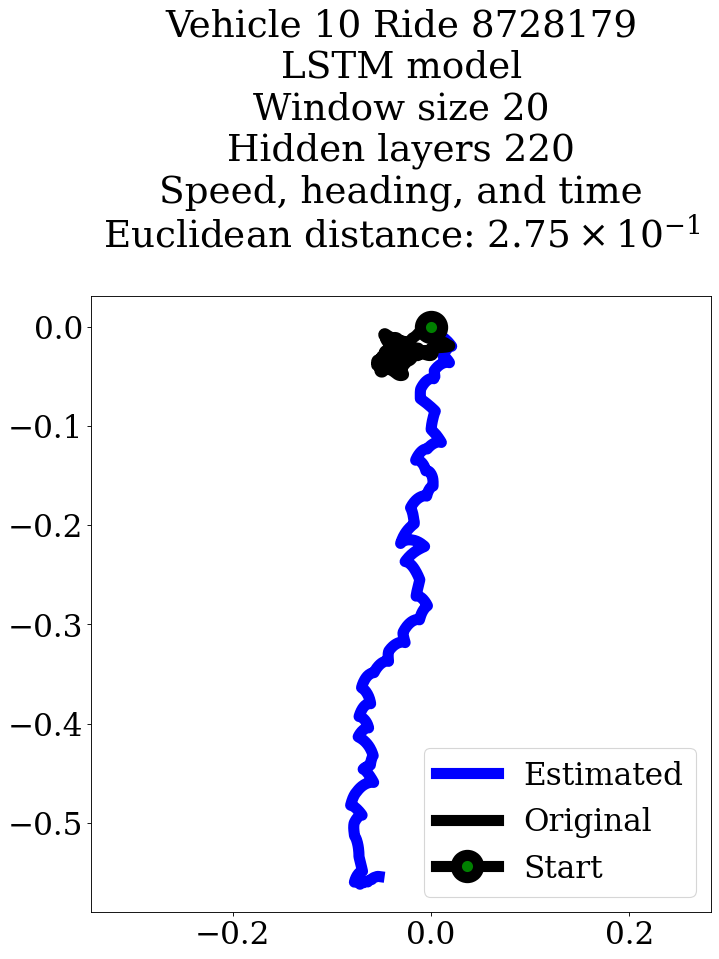 Vehicle 10 Ride 8728179
LSTM model
Window size 20
Hidden layers 220
Speed, heading, and time
Euclidean distance: 2.75 × 10⁻¹
0.0
−0.1
−0.2
−0.3
−0.4
−0.5
Estimated
Original
Start
−0.2 0.0 0.2